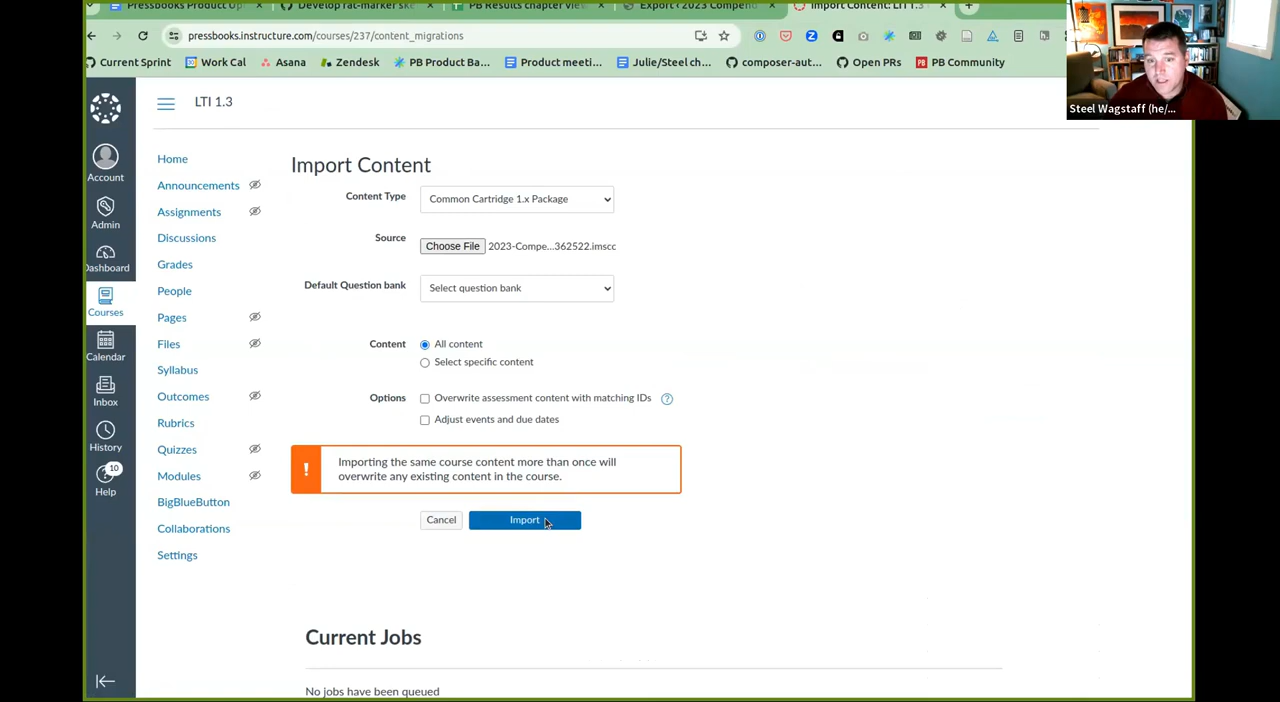 Pressbooks Product Up
Develop rac-marker ske
PB Results chapter view
Export ‹ 2023 Compend
Import Content: LTI 1.3
pressbooks.instructure.com/courses/237/content_migrations
Current Sprint
Work Cal
Asana
Zendesk
PB Product Ba...
Product meeti...
Julie/Steel ch...
composer-aut...
Open PRs
PB Community
Steel Wagstaff (he/...
LTI 1.3
Account
Admin
Dashboard
Courses
Calendar
Inbox
History
10
Help
Home
Announcements
Assignments
Discussions
Grades
People
Pages
Files
Syllabus
Outcomes
Rubrics
Quizzes
Modules
BigBlueButton
Collaborations
Settings
Import Content
Content Type
Common Cartridge 1.x Package
Source
Choose File 2023-Compe...362522.imscc
Default Question bank
Select question bank
Content
All content
Select specific content
Options
Overwrite assessment content with matching IDs ?
Adjust events and due dates
!
Importing the same course content more than once will
overwrite any existing content in the course.
Cancel
Import
Current Jobs
No jobs have been queued